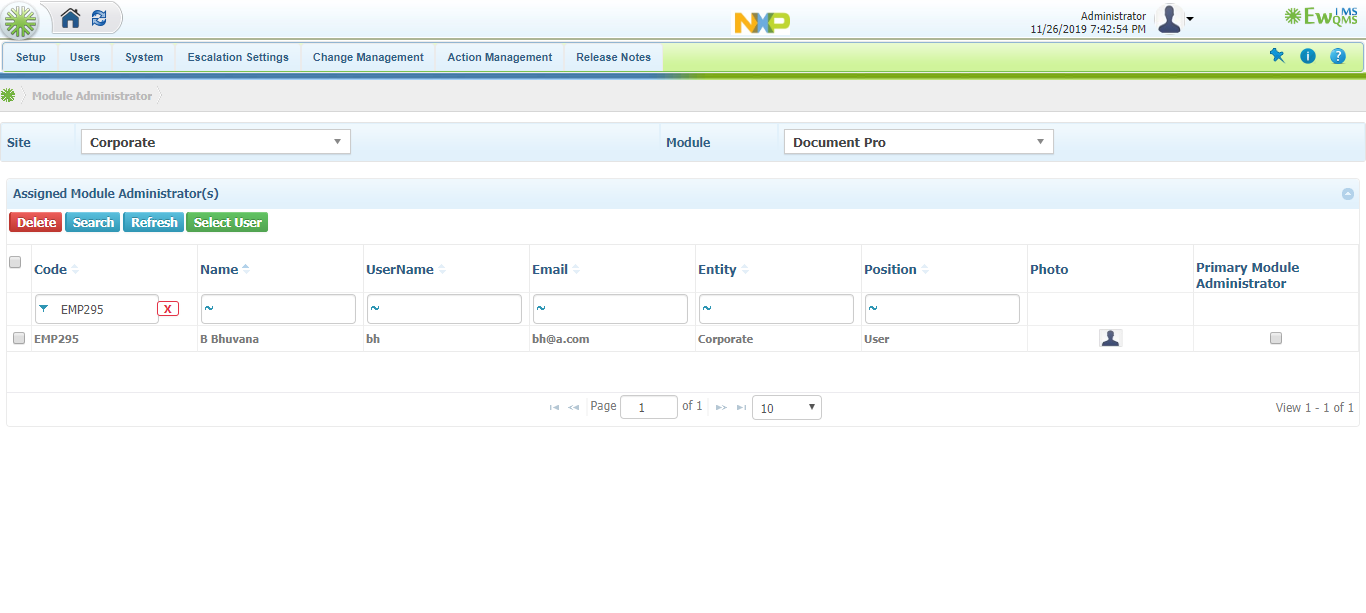 NXP
Administrator
11/26/2019 7:42:54 PM
EwQMS iMS
Setup Users System Escalation Settings Change Management Action Management Release Notes
Module Administrator
Site Corporate Module Document Pro
Assigned Module Administrator(s)
Delete Search Refresh Select User
Code Name UserName Email Entity Position Photo Primary Module
Administrator
EMP295 X ~ ~ ~ ~ ~
EMP295 B Bhuvana bh bh@a.com Corporate User
Page 1 of 1 10 View 1 - 1 of 1